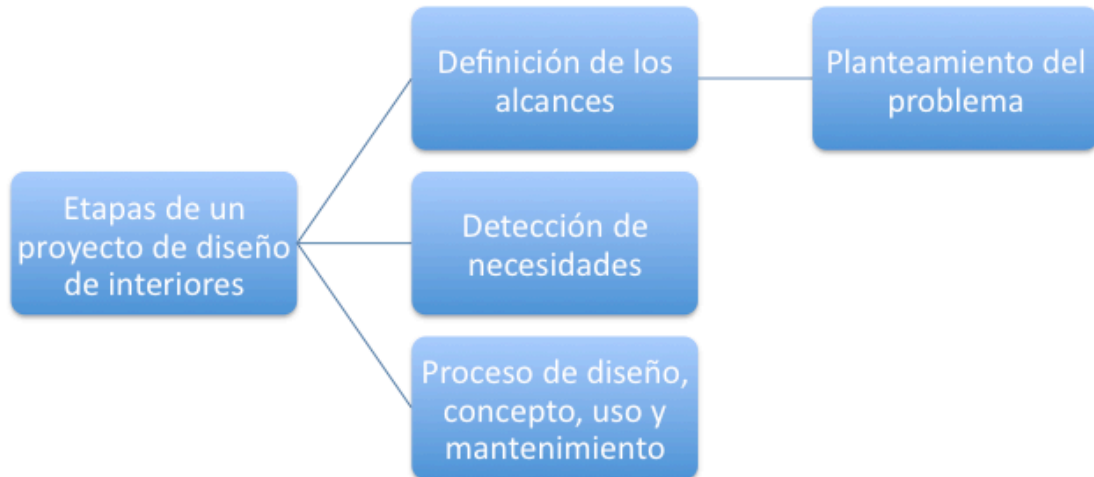 Etapas de un
proyecto de diseño
de interiores
Definición de los
alcances
Planteamiento del
problema
Detección de
necesidades
Proceso de diseño,
concepto, uso y
mantenimiento